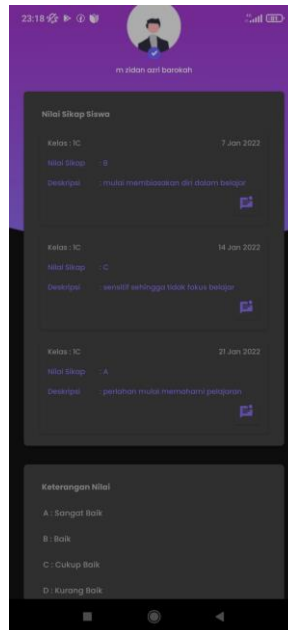 23:18
m zidan azri barokah
Nilai Sikap Siswa
Kelas : 1C 7 Jan 2022
Nilai Sikap : B
Deskripsi : mulai membiasakan diri dalam belajar
Kelas : 1C 14 Jan 2022
Nilai Sikap : C
Deskripsi : sensitif sehingga tidak fokus belajar
Kelas : 1C 21 Jan 2022
Nilai Sikap : A
Deskripsi : perlahan mulai memahami pelajaran
Keterangan Nilai
A : Sangat Baik
B : Baik
C : Cukup Baik
D : Kurang Baik